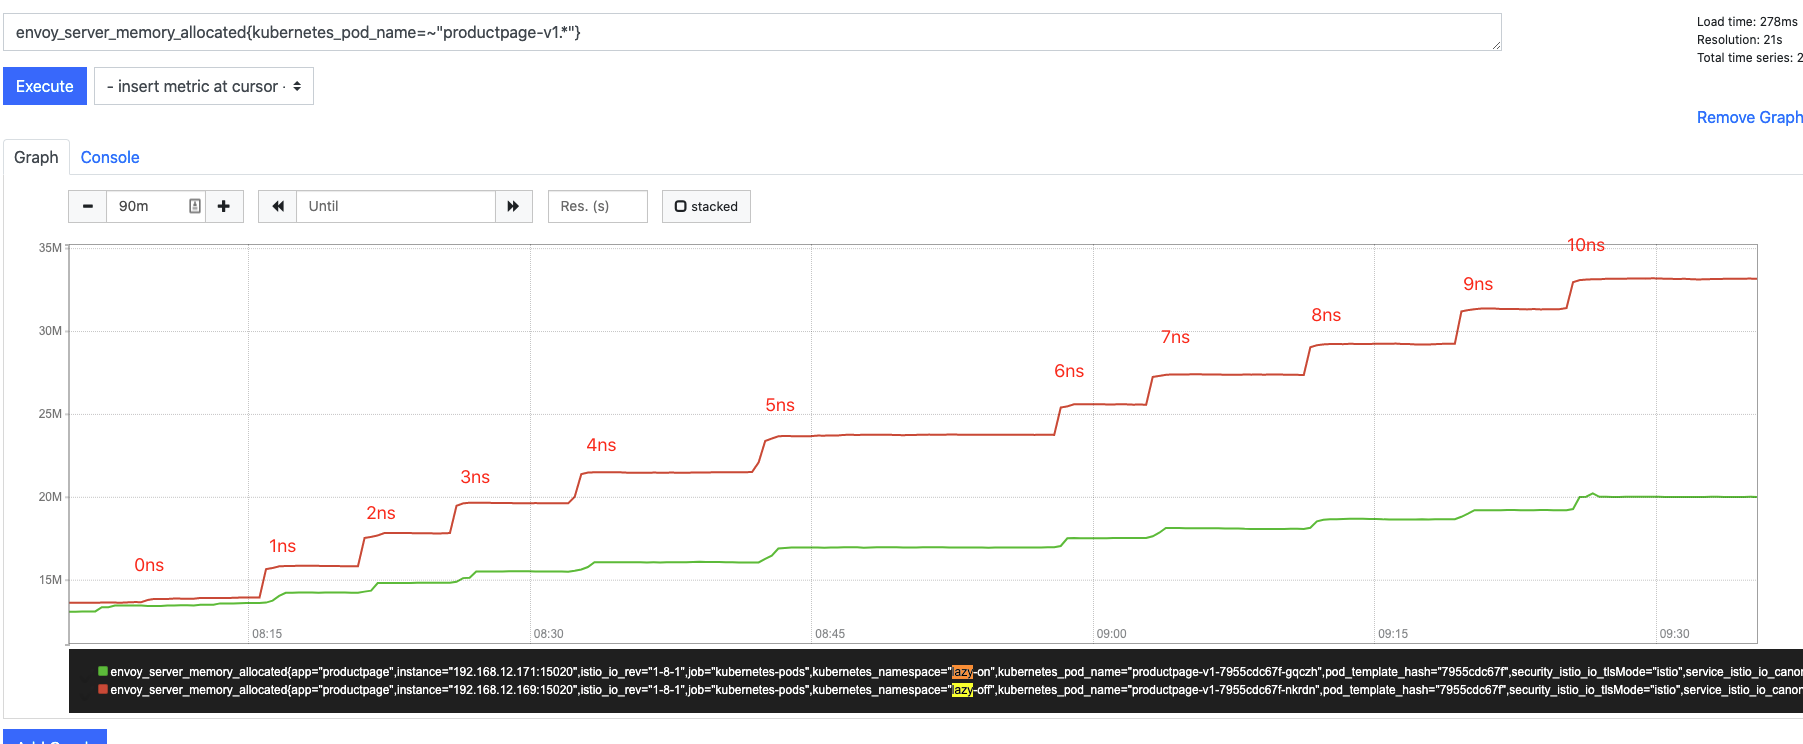 envoy_server_memory_allocated{kubernetes_pod_name=~"productpage-v1.*"}
Load time: 278ms
Resolution: 21s
Total time series: 2
Execute
- insert metric at cursor -
Remove Graph
Graph
Console
90m
Until
Res. (s)
stacked
35M
30M
25M
20M
15M
0ns
1ns
2ns
3ns
4ns
5ns
6ns
7ns
8ns
9ns
10ns
08:15
08:30
08:45
09:00
09:15
09:30
envoy_server_memory_allocated{app="productpage",instance="192.168.12.171:15020",istio_io_rev="1-8-1",job="kubernetes-pods",kubernetes_namespace="lazy-on",kubernetes_pod_name="productpage-v1-7955cdc67f-gqczh",pod_template_hash="7955cdc67f",security_istio_io_tlsMode="istio",service_istio_io_canon
envoy_server_memory_allocated{app="productpage",instance="192.168.12.169:15020",istio_io_rev="1-8-1",job="kubernetes-pods",kubernetes_namespace="lazy-off",kubernetes_pod_name="productpage-v1-7955cdc67f-nkrdn",pod_template_hash="7955cdc67f",security_istio_io_tlsMode="istio",service_istio_io_canon